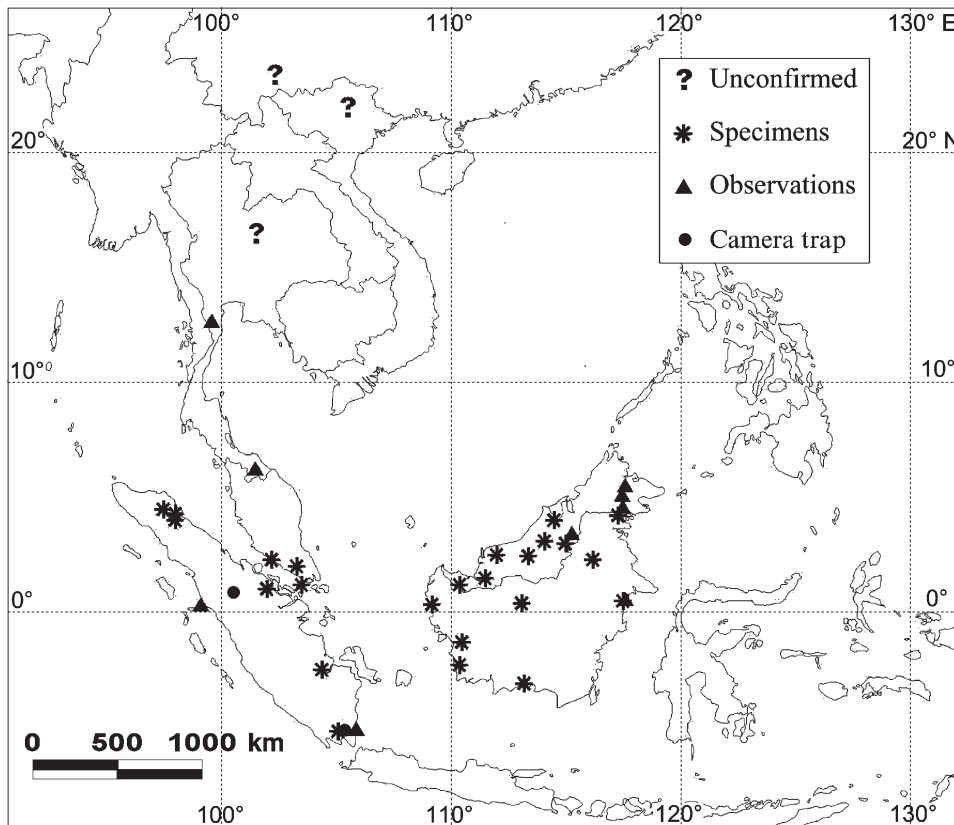 100° 110° 120° 130° E
? Unconfirmed
Specimens
Observations
Camera trap
20° 20° N
?
?
?
10° 10°
0° 0°
0 500 1000 km
100° 110° 120° 130°